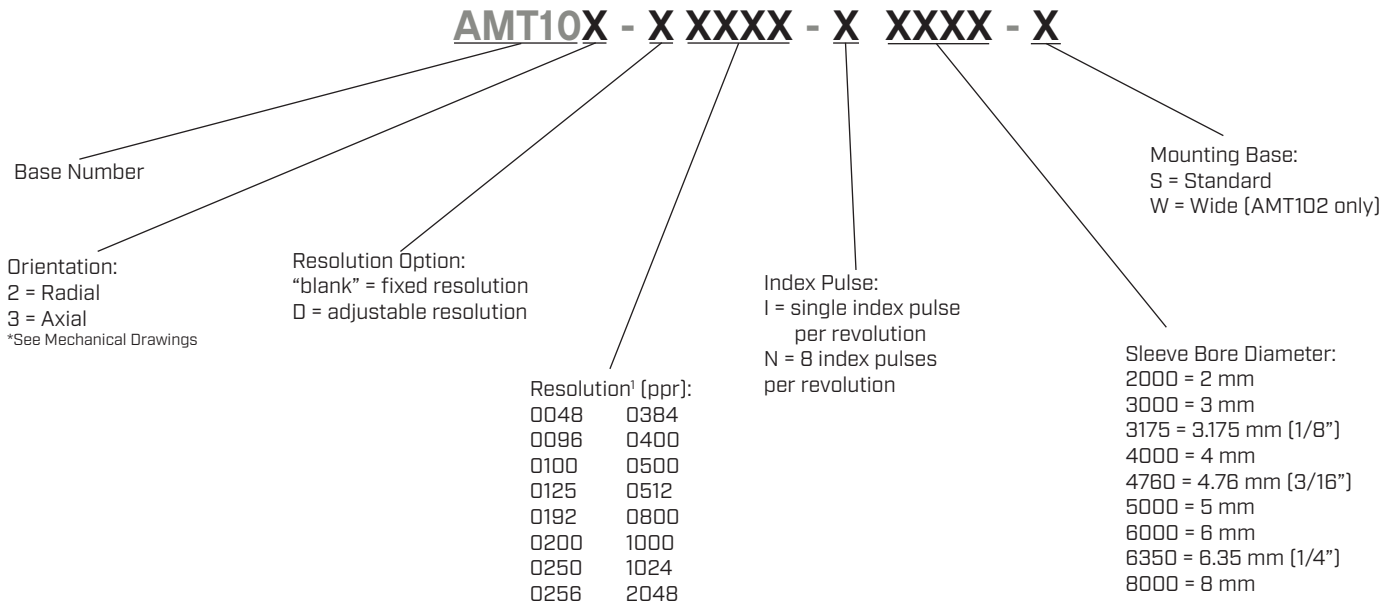 AMT10X - X XXXX - X XXXX - X
Base Number
Orientation:
2 = Radial
3 = Axial
*See Mechanical Drawings
Resolution Option:
“blank” = fixed resolution
D = adjustable resolution
Resolution¹ (ppr):
0048 0384
0096 0400
0100 0500
0125 0512
0192 0800
0200 1000
0250 1024
0256 2048
Index Pulse:
I = single index pulse
per revolution
N = 8 index pulses
per revolution
Sleeve Bore Diameter:
2000 = 2 mm
3000 = 3 mm
3175 = 3.175 mm (1/8”)
4000 = 4 mm
4760 = 4.76 mm (3/16”)
5000 = 5 mm
6000 = 6 mm
6350 = 6.35 mm (1/4”)
8000 = 8 mm
Mounting Base:
S = Standard
W = Wide (AMT102 only)